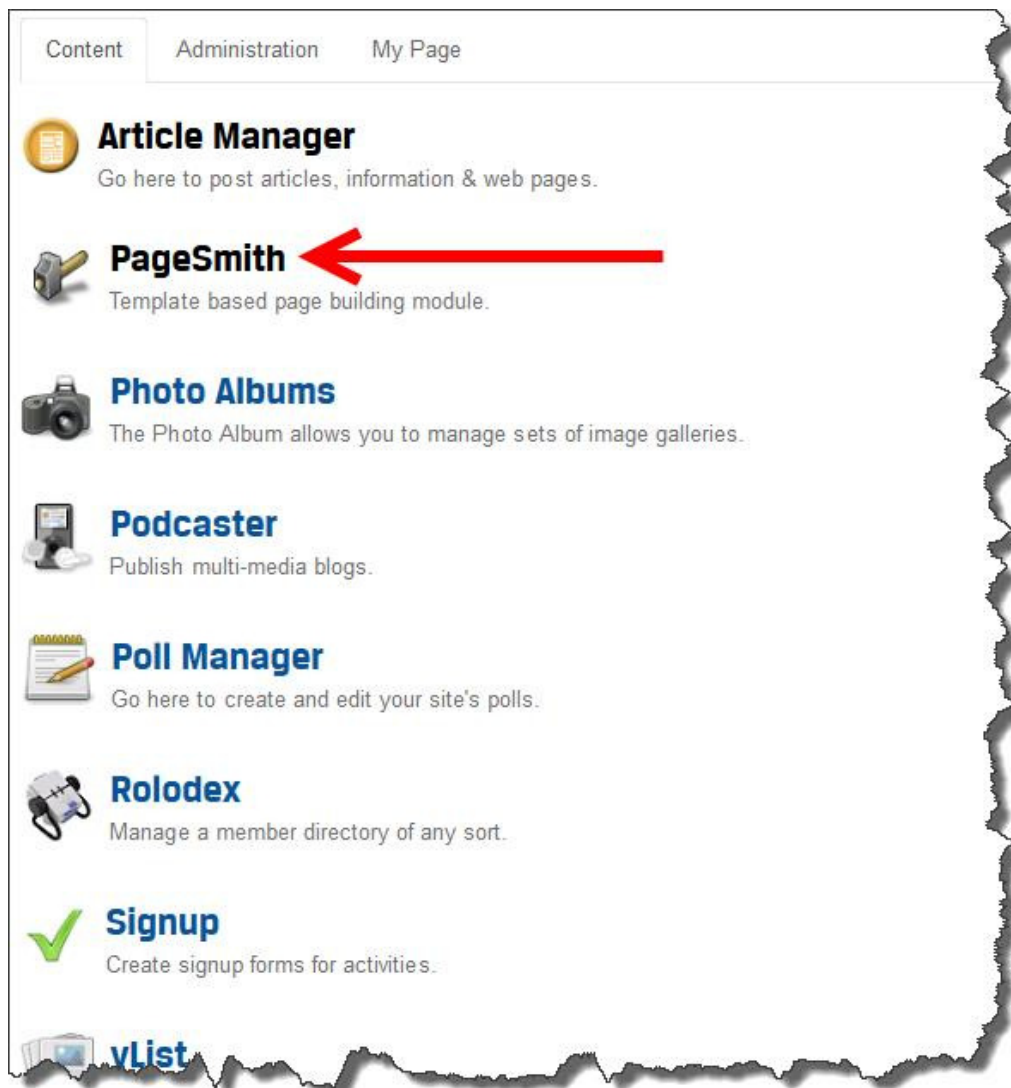 Content Administration My Page
Article Manager
Go here to post articles, information & web pages.
PageSmith
Template based page building module.
Photo Albums
The Photo Album allows you to manage sets of image galleries.
Podcaster
Publish multi-media blogs.
Poll Manager
Go here to create and edit your site's polls.
Rolodex
Manage a member directory of any sort.
Signup
Create signup forms for activities.
vList